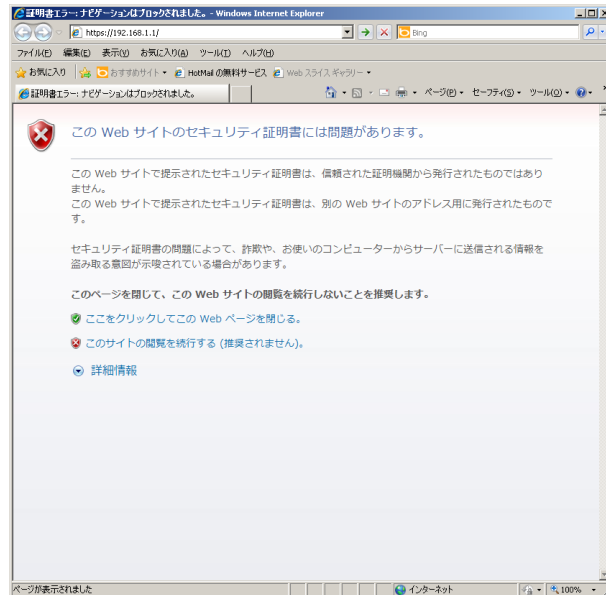 証明書エラー: ナビゲーションはブロックされました。 - Windows Internet Explorer
https://192.168.1.1/
Bing
ファイル(F) 編集(E) 表示(V) お気に入り(A) ツール(T) ヘルプ(H)
お気に入り おすすめサイト HotMail の無料サービス Web スライス ギャラリー
証明書エラー: ナビゲーションはブロックされました。
ページ(P) セーフティ(S) ツール(O)
この Web サイトのセキュリティ証明書には問題があります。
この Web サイトで提示されたセキュリティ証明書は、信頼された証明機関から発行されたものではあり
ません。
この Web サイトで提示されたセキュリティ証明書は、別の Web サイトのアドレス用に発行されたもので
す。
セキュリティ証明書の問題によって、詐欺や、お使いのコンピューターからサーバーに送信される情報を
盗み取る意図が示唆されている場合があります。
このページを閉じて、この Web サイトの閲覧を続行しないことを推奨します。
ここをクリックしてこの Web ページを閉じる。
このサイトの閲覧を続行する (推奨されません)。
詳細情報
ページが表示されました
インターネット
100%